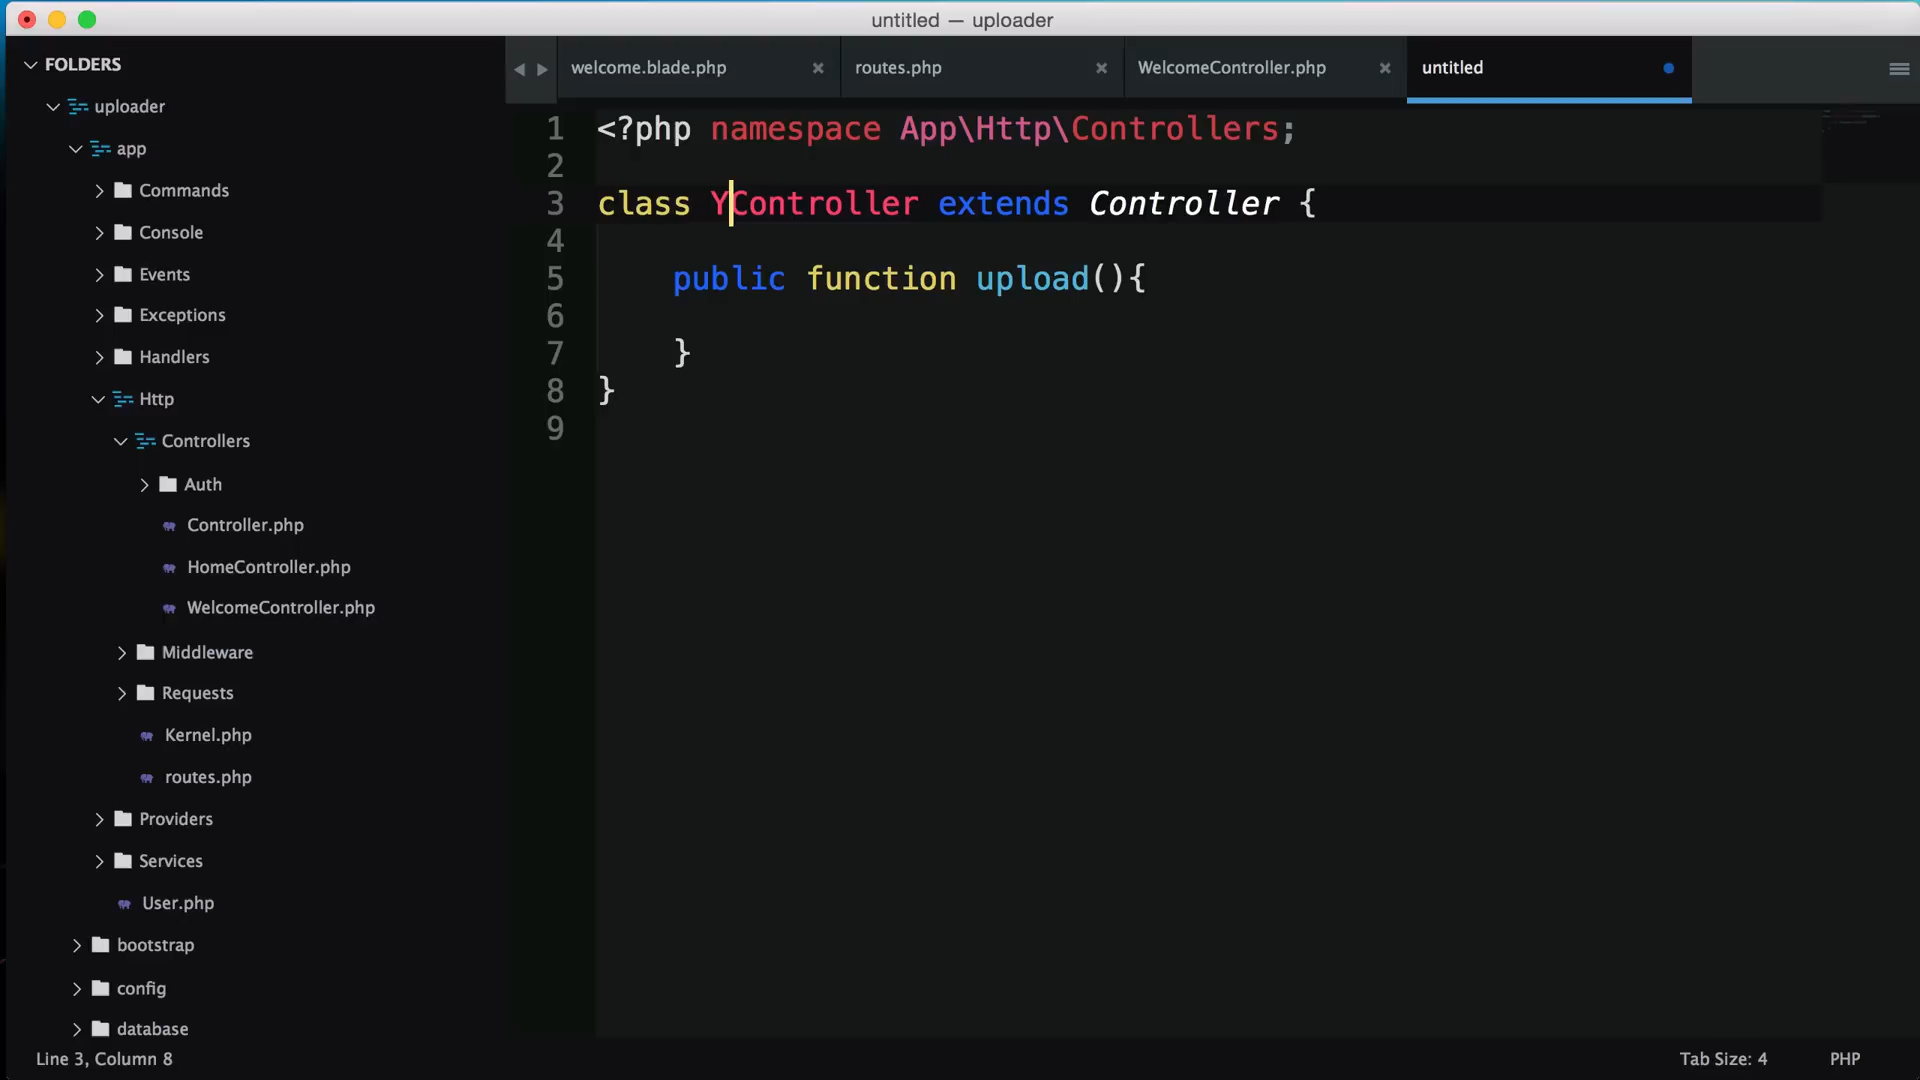 untitled — uploader
FOLDERS
uploader
app
Commands
Console
Events
Exceptions
Handlers
Http
Controllers
Auth
Controller.php
HomeController.php
WelcomeController.php
Middleware
Requests
Kernel.php
routes.php
Providers
Services
User.php
bootstrap
config
database
welcome.blade.php
routes.php
WelcomeController.php
untitled
1 <?php namespace App\Http\Controllers;
2
3 class YController extends Controller {
4
5     public function upload(){
6
7     }
8 }
9
Line 3, Column 8
Tab Size: 4
PHP